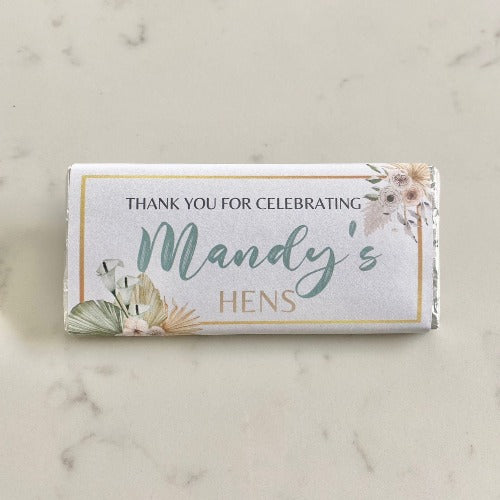 THANK YOU FOR CELEBRATING
Mandy's
HENS